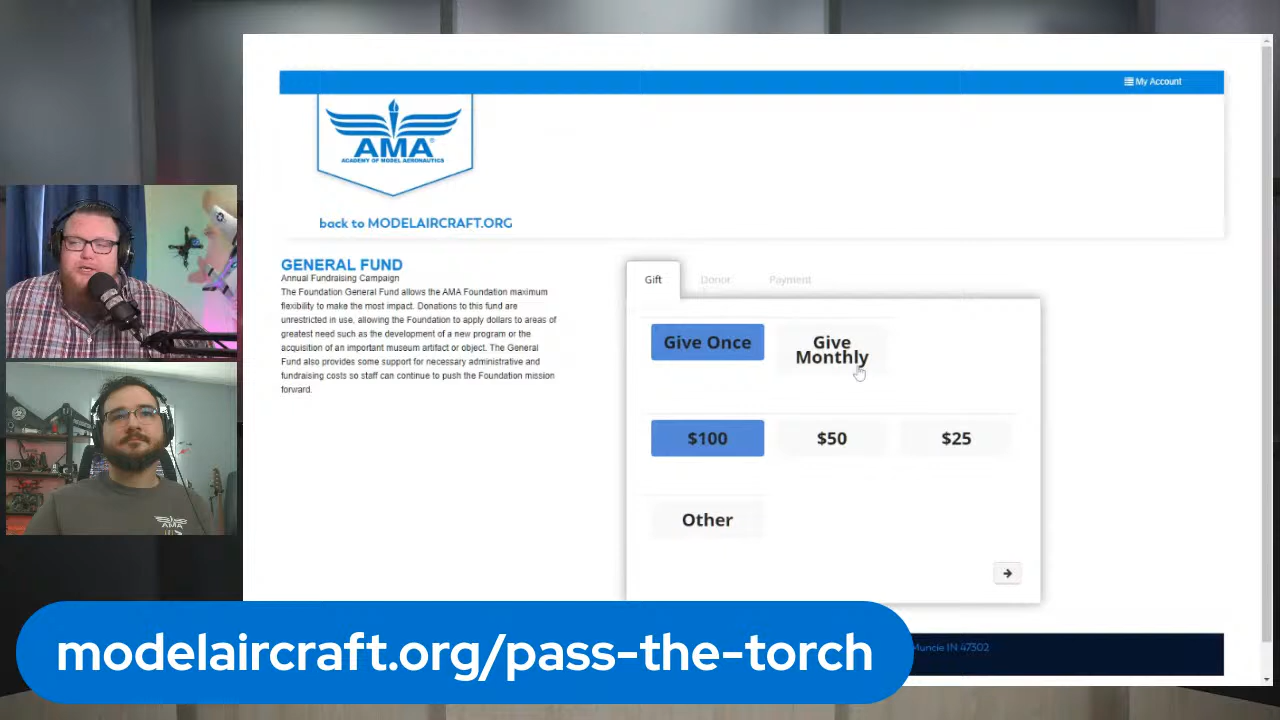 My Account
AMA
ACADEMY OF MODEL AERONAUTICS
back to MODELAIRCRAFT.ORG
GENERAL FUND
Annual Fundraising Campaign
The Foundation General Fund allows the AMA Foundation maximum
flexibility to make the most impact. Donations to this fund are
unrestricted in use, allowing the Foundation to apply dollars to areas of
greatest need such as the development of a new program or the
acquisition of an important museum artifact or object. The General
Fund also provides some support for necessary administrative and
fundraising costs so staff can continue to push the Foundation mission
forward.
Gift
Donor
Payment
Give Once
Give
Monthly
$100
$50
$25
Other
AMA
modelaircraft.org/pass-the-torch
Muncie IN 47302